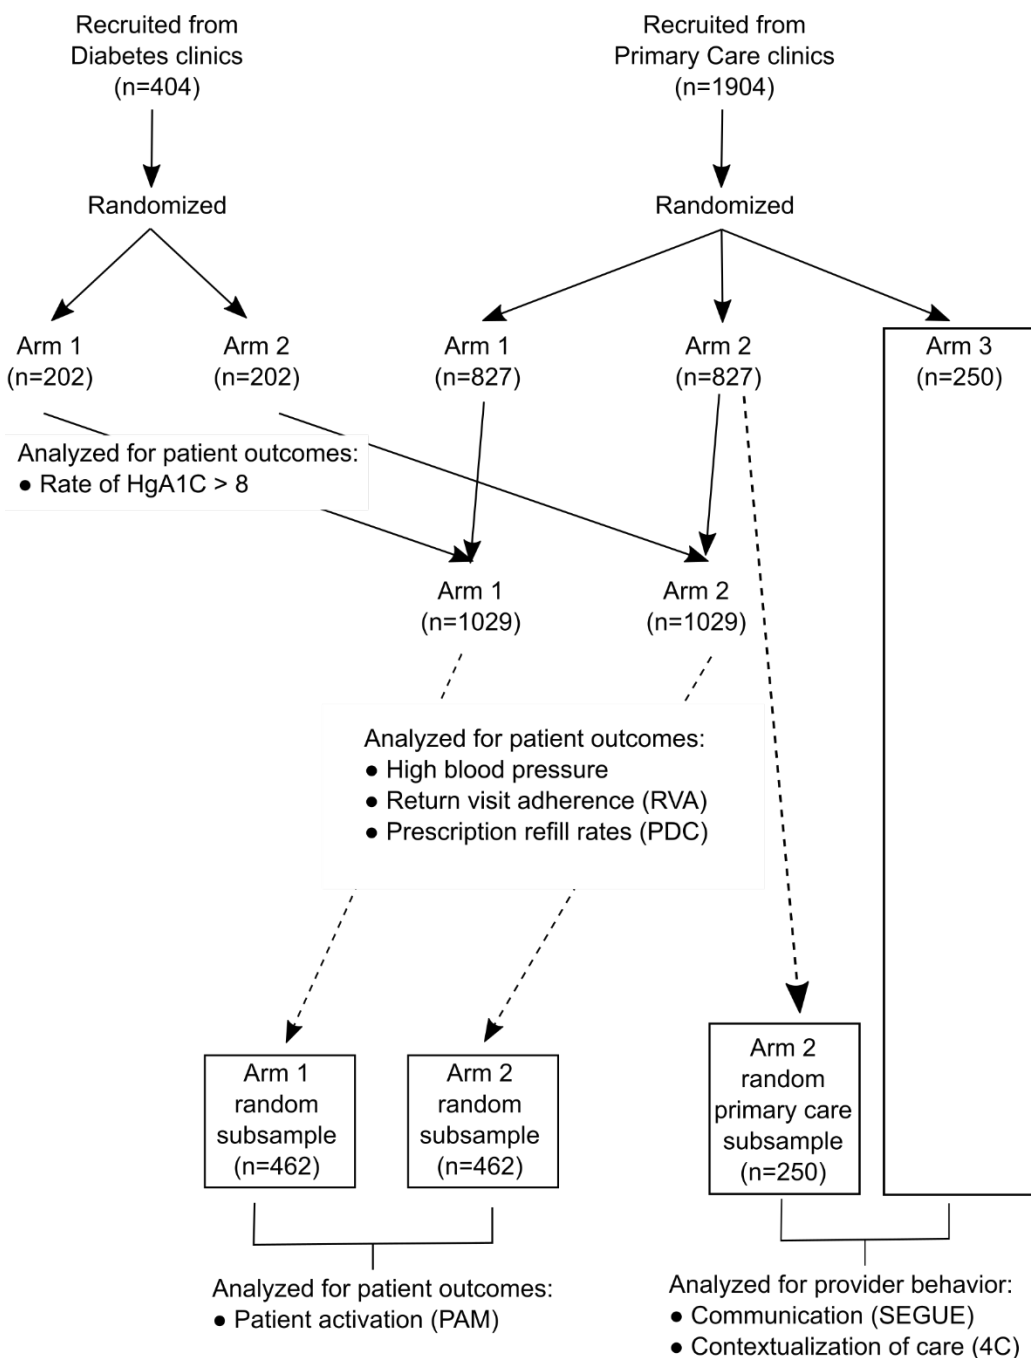 Recruited from
Diabetes clinics
(n=404)
Recruited from
Primary Care clinics
(n=1904)
Randomized
Randomized
Arm 1
(n=202)
Arm 2
(n=202)
Arm 1
(n=827)
Arm 2
(n=827)
Arm 3
(n=250)
Analyzed for patient outcomes:
● Rate of HgA1C > 8
Arm 1
(n=1029)
Arm 2
(n=1029)
Analyzed for patient outcomes:
● High blood pressure
● Return visit adherence (RVA)
● Prescription refill rates (PDC)
Arm 1
random
subsample
(n=462)
Arm 2
random
subsample
(n=462)
Arm 2
random
primary care
subsample
(n=250)
Analyzed for patient outcomes:
● Patient activation (PAM)
Analyzed for provider behavior:
● Communication (SEGUE)
● Contextualization of care (4C)